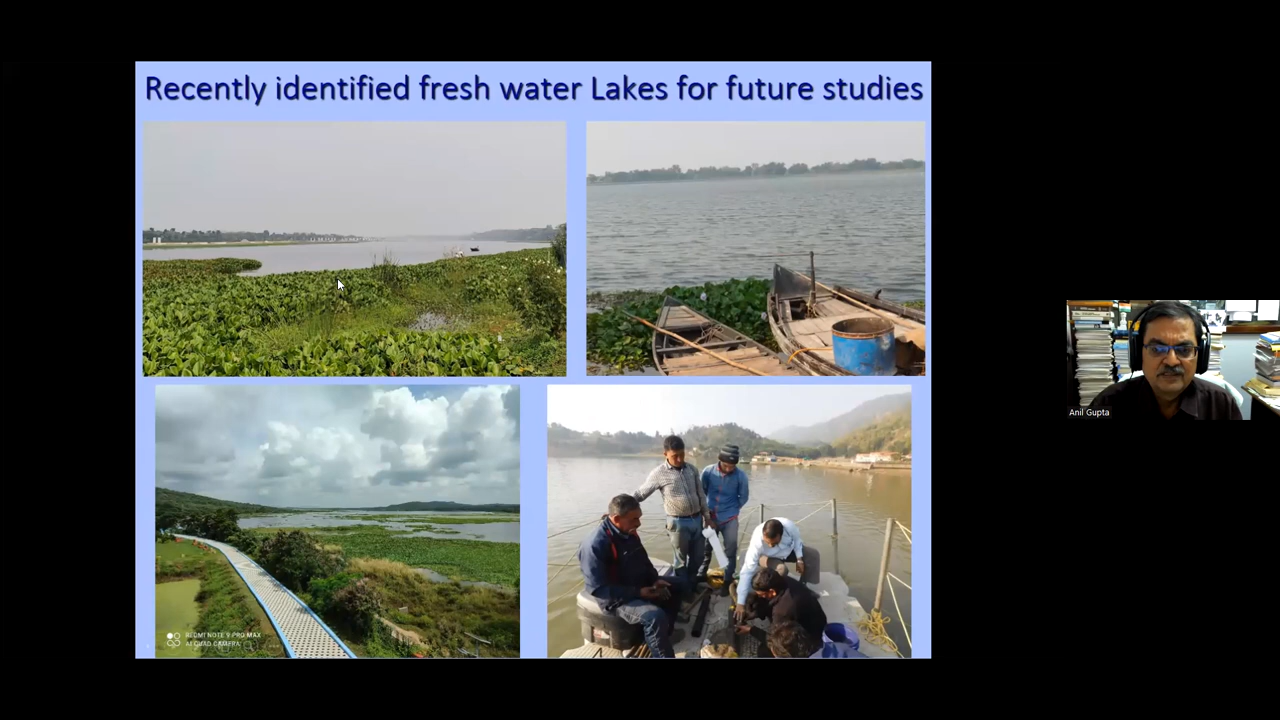 Recently identified fresh water Lakes for future studies
REDMI NOTE 9 PRO MAX
AI QUAD CAMERA
Anil Gupta